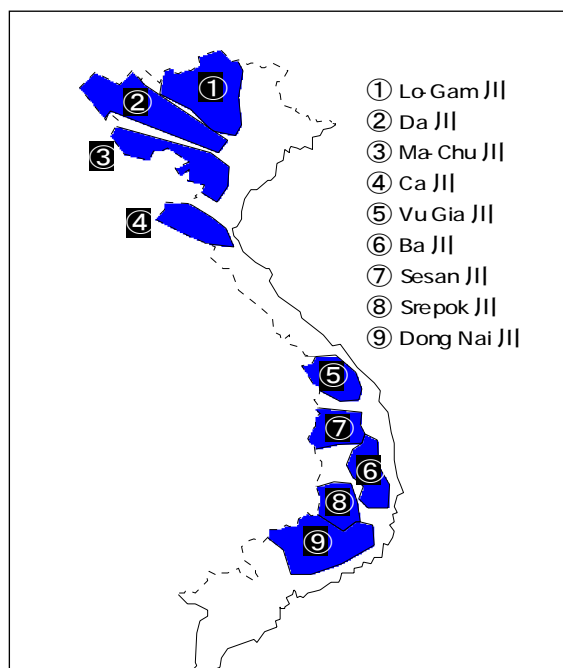 ① Lo-Gam 川
② Da 川
③ Ma-Chu 川
④ Ca 川
⑤ Vu Gia 川
⑥ Ba 川
⑦ Sesan 川
⑧ Srepok 川
⑨ Dong Nai 川
①
②
③
④
⑤
⑦
⑥
⑧
⑨